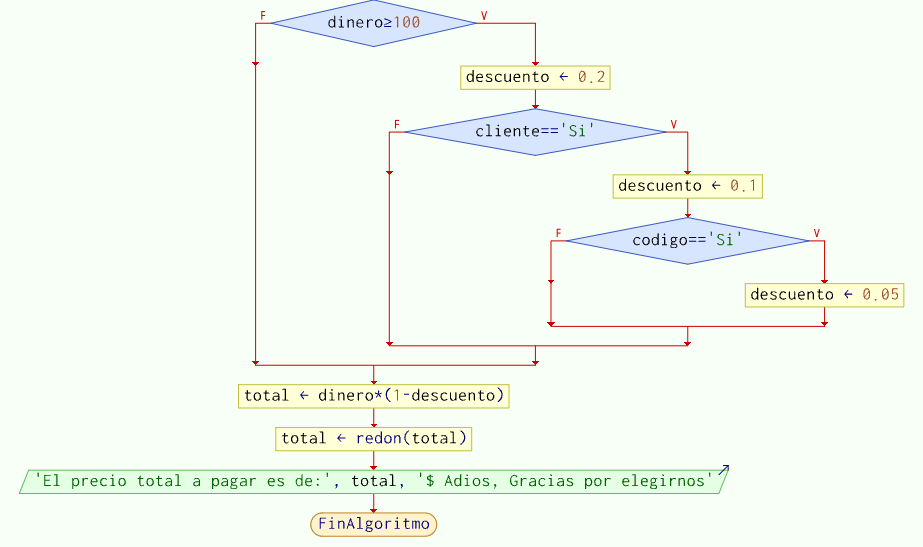 dinero≥100
F
V
descuento ← 0.2
cliente=='Si'
F
V
descuento ← 0.1
codigo=='Si'
F
V
descuento ← 0.05
total ← dinero*(1-descuento)
total ← redon(total)
'El precio total a pagar es de:', total, '$ Adios, Gracias por elegirnos'
FinAlgoritmo